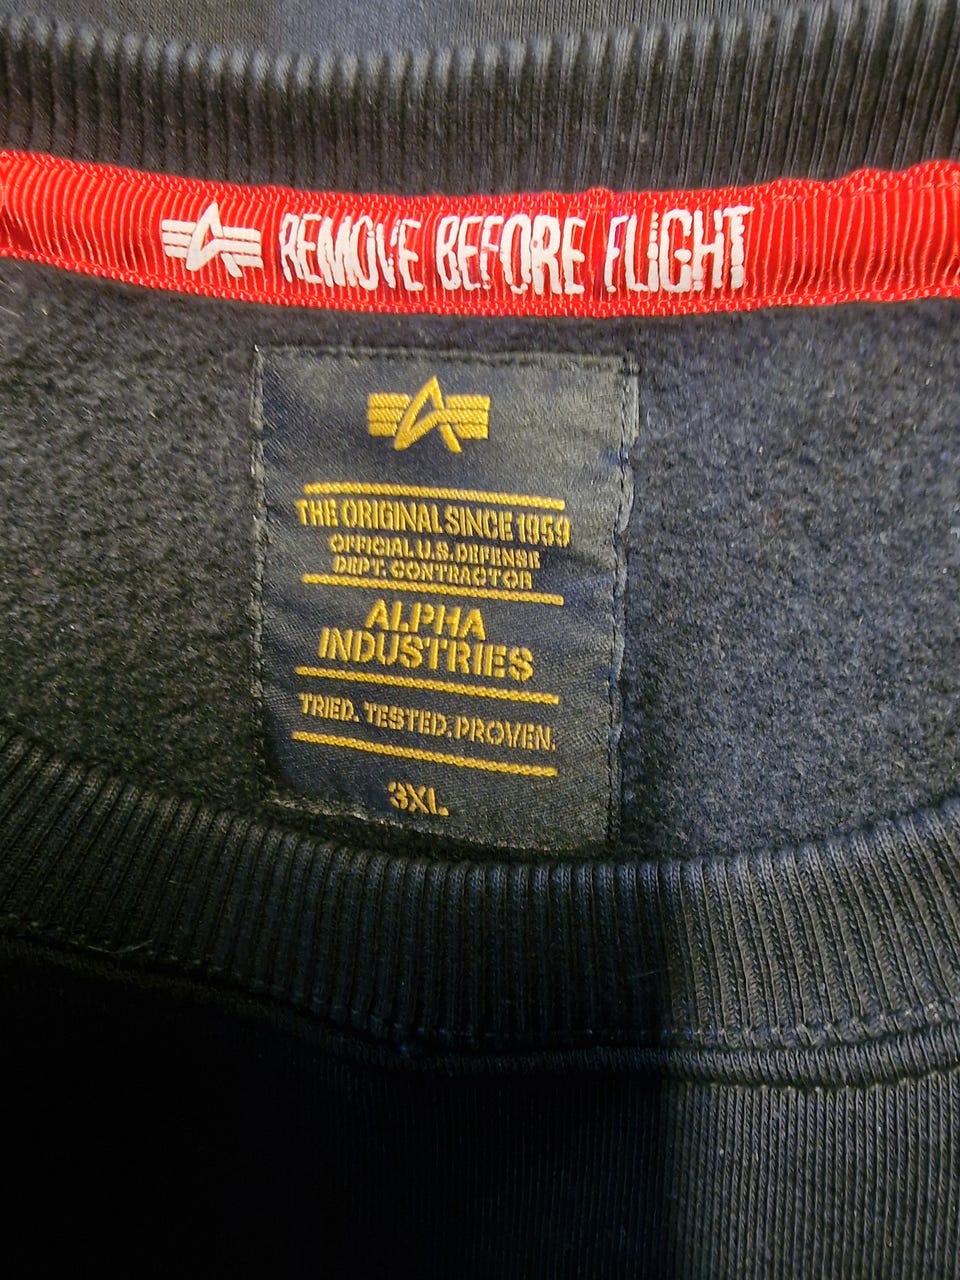 REMOVE BEFORE FLIGHT
THE ORIGINAL SINCE 1959
OFFICIAL U.S. DEFENSE
DEPT. CONTRACTOR
ALPHA
INDUSTRIES
TRIED. TESTED. PROVEN.
3XL